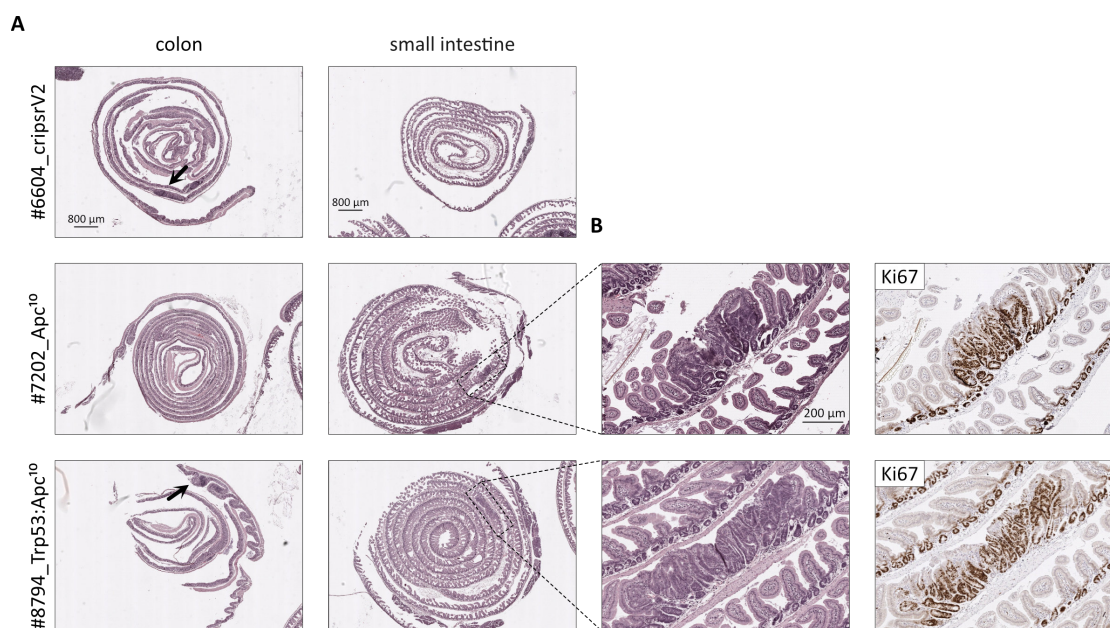 A
colon
small intestine
#6604_cripsrV2
800 µm
800 µm
B
#7202_Apc¹⁰
Ki67
200 µm
#8794_Trp53:Apc¹⁰
Ki67